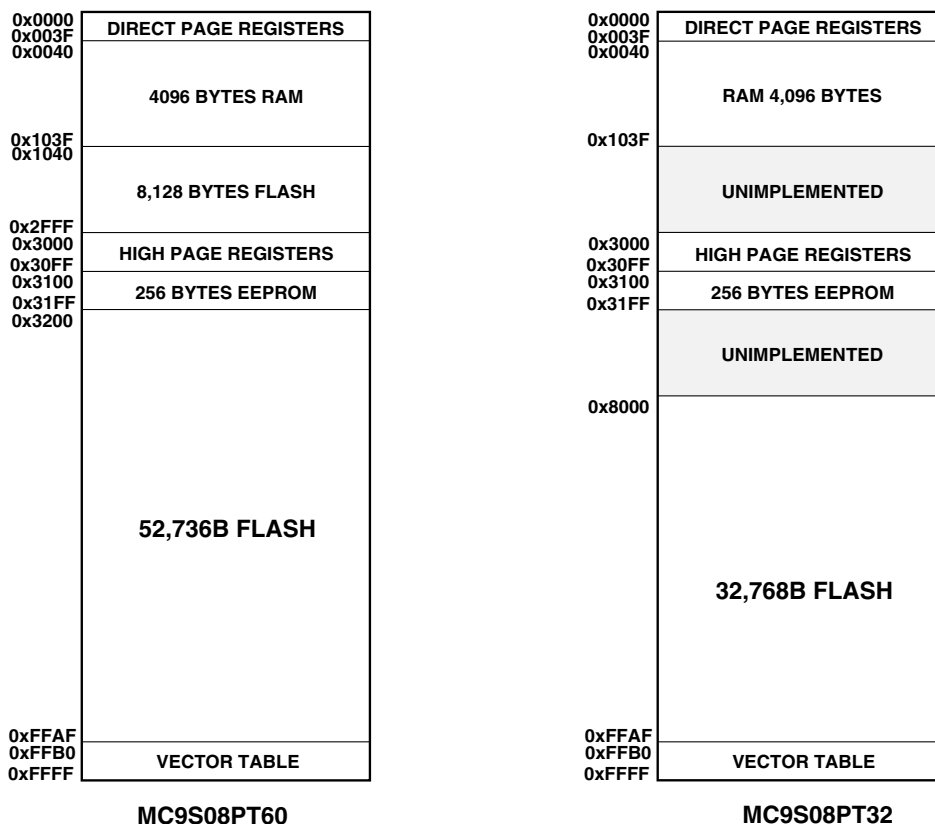 0x0000
0x003F
0x0040
DIRECT PAGE REGISTERS
4096 BYTES RAM
0x103F
0x1040
8,128 BYTES FLASH
0x2FFF
0x3000
HIGH PAGE REGISTERS
0x30FF
0x3100
256 BYTES EEPROM
0x31FF
0x3200
52,736B FLASH
0xFFAF
0xFFB0
VECTOR TABLE
0xFFFF
MC9S08PT60
0x0000
0x003F
0x0040
DIRECT PAGE REGISTERS
RAM 4,096 BYTES
0x103F
UNIMPLEMENTED
0x3000
HIGH PAGE REGISTERS
0x30FF
0x3100
256 BYTES EEPROM
0x31FF
UNIMPLEMENTED
0x8000
32,768B FLASH
0xFFAF
0xFFB0
VECTOR TABLE
0xFFFF
MC9S08PT32